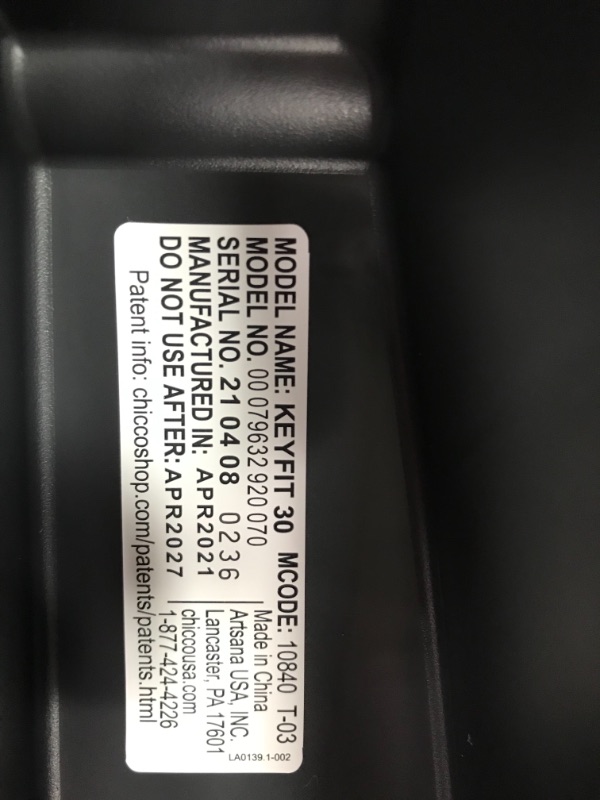 MODEL NAME: KEYFIT 30 MCODE: 10840 T-03
MODEL NO. 00 079632 920 070
SERIAL NO. 21 04 08 0236
MANUFACTURED IN: APR2021
DO NOT USE AFTER: APR2027
Made in China
Artsana USA, INC.
Lancaster, PA 17601
chiccousa.com
1-877-424-4226
Patent info: chiccoshop.com/patents/patents.html
LA0139.1-002